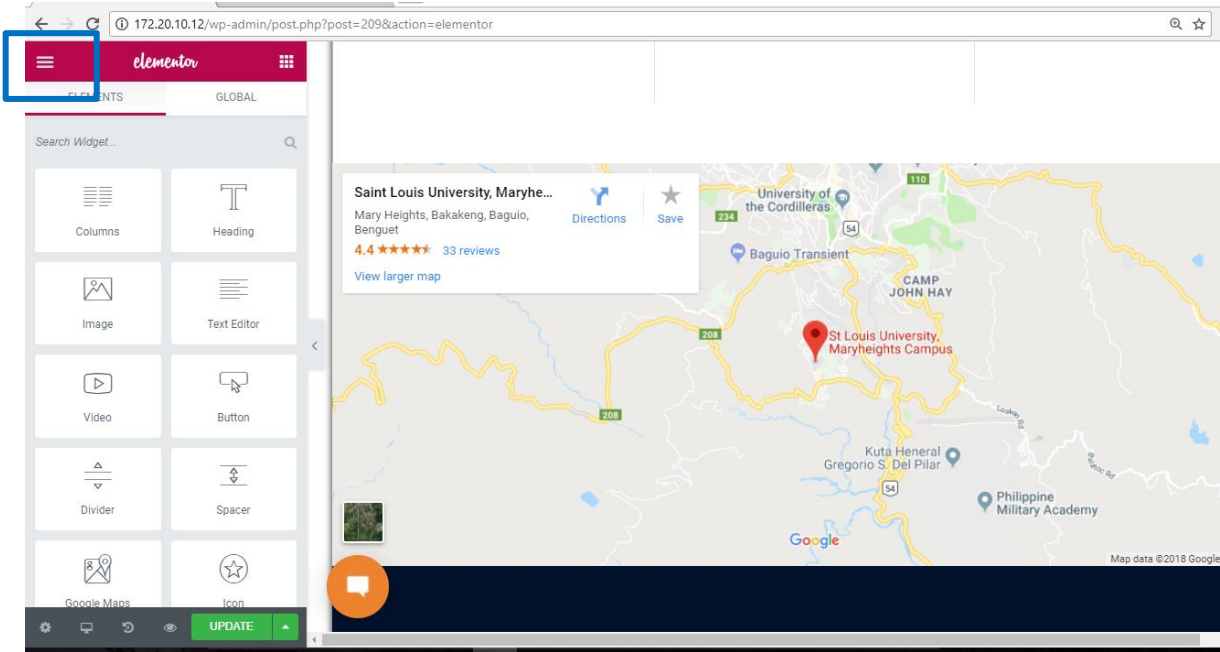 172.20.10.12/wp-admin/post.php?post=209&action=elementor
elementor
ELEMENTS
GLOBAL
Search Widget...
Columns
Heading
Image
Text Editor
Video
Button
Divider
Spacer
Google Maps
Icon
UPDATE
Saint Louis University, Maryhe...
Mary Heights, Bakakeng, Baguio,
Benguet
4.4
33 reviews
View larger map
Directions
Save
110
University of
the Cordilleras
234
54
Baguio Transient
CAMP
JOHN HAY
208
St Louis University,
Maryheights Campus
208
Loakan Rd
Kuta Heneral
Gregorio S. Del Pilar
Balatoc Rd
54
Philippine
Military Academy
Google
Map data ©2018 Google